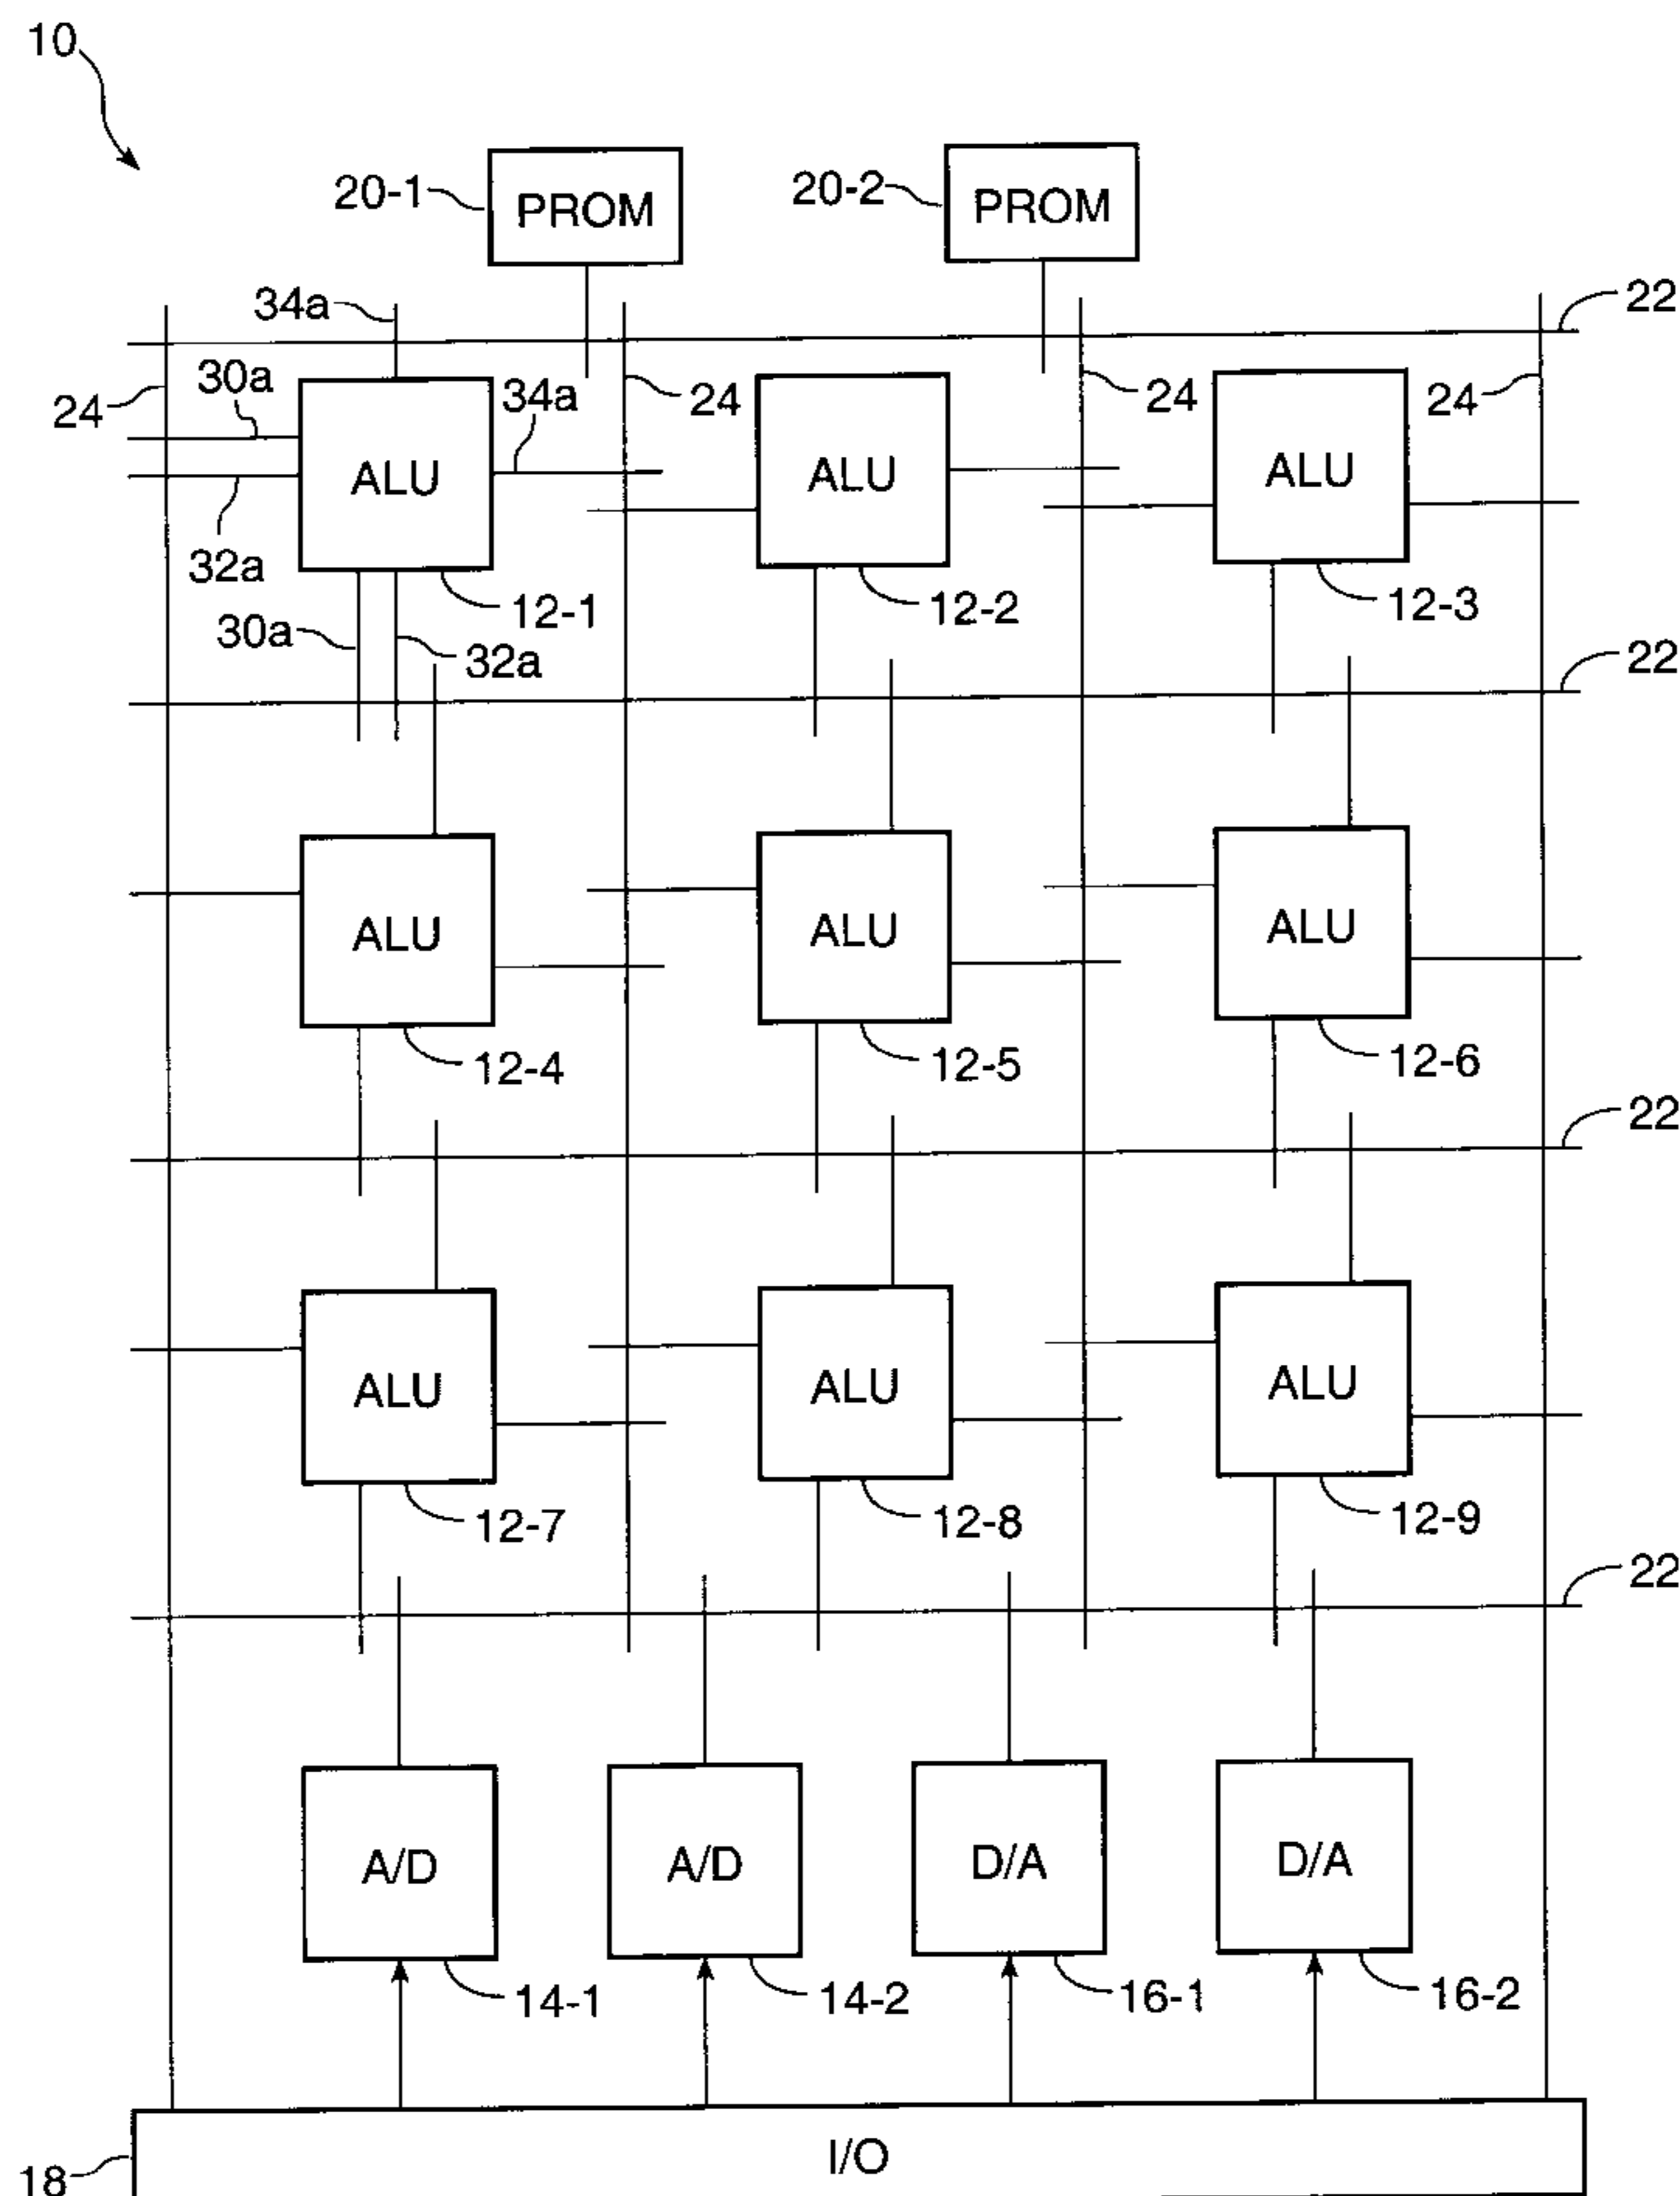 10
20-1 PROM 20-2 PROM
34a 22
24 30a 34a 24 24 24
ALU ALU ALU
32a 12-1 12-2 12-3
30a 32a 22
ALU ALU ALU
12-4 12-5 12-6
22
ALU ALU ALU
12-7 12-8 12-9
22
A/D A/D D/A D/A
14-1 14-2 16-1 16-2
I/O
18